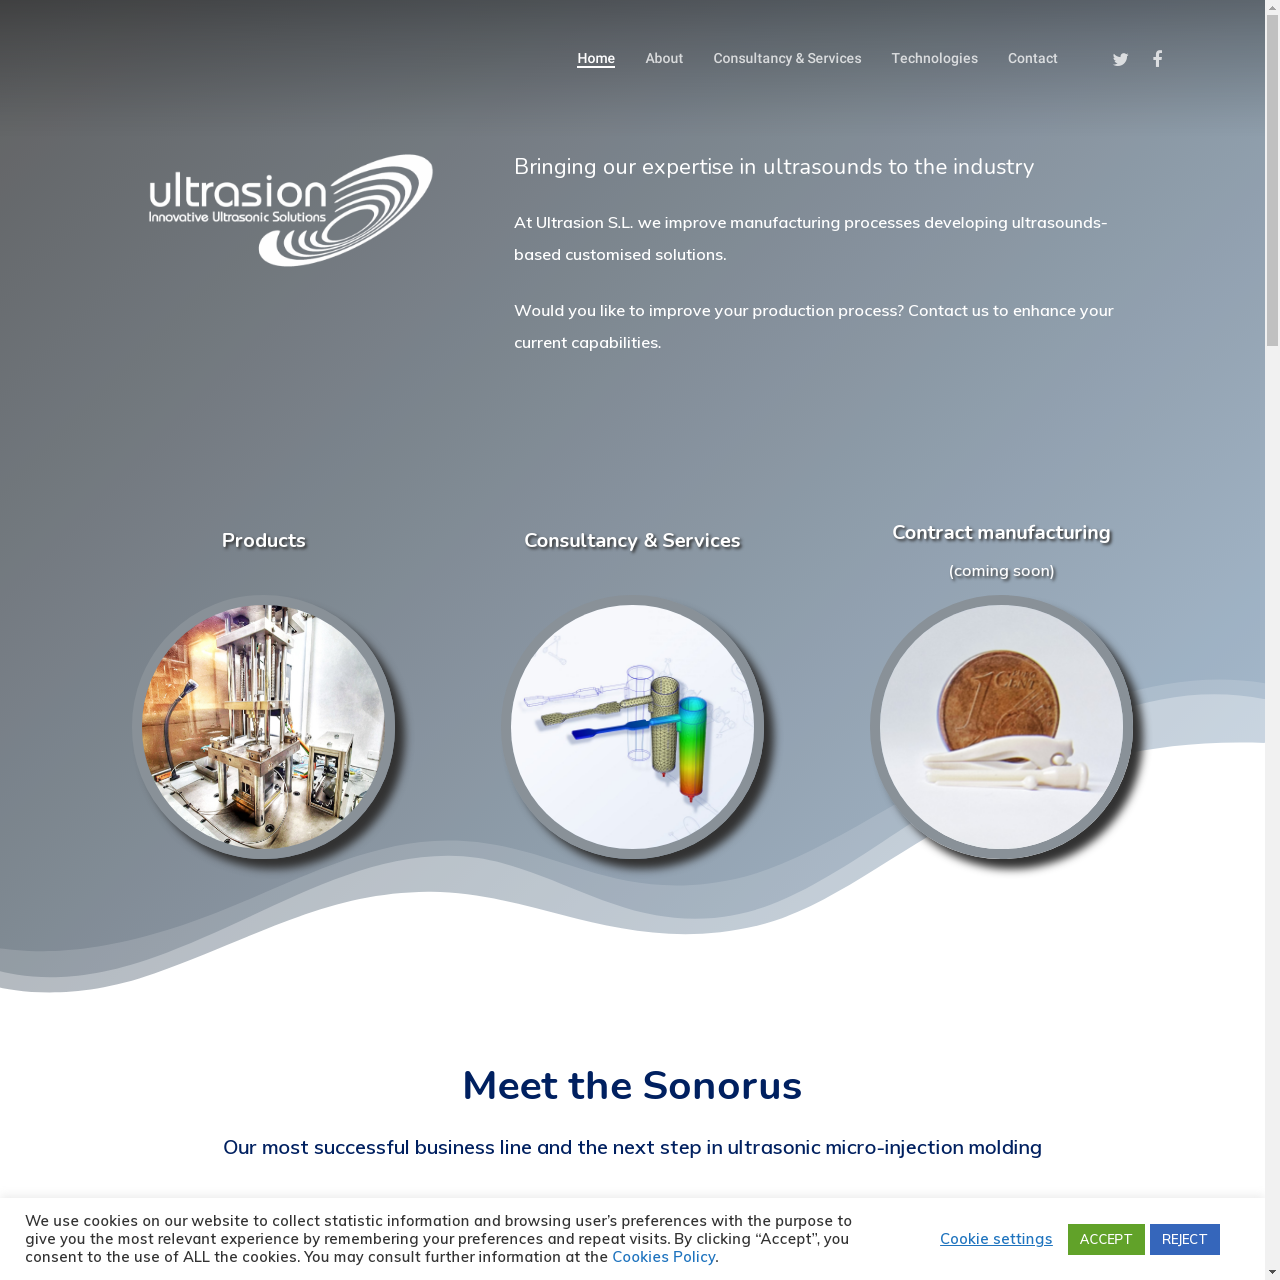 Home About Consultancy & Services Technologies Contact
ultrasion
Innovative Ultrasonic Solutions
Bringing our expertise in ultrasounds to the industry
At Ultrasion S.L. we improve manufacturing processes developing ultrasounds-
based customised solutions.
Would you like to improve your production process? Contact us to enhance your
current capabilities.
Products
Consultancy & Services
Contract manufacturing
(coming soon)
1
CENT
Meet the Sonorus
Our most successful business line and the next step in ultrasonic micro-injection molding
We use cookies on our website to collect statistic information and browsing user’s preferences with the purpose to
give you the most relevant experience by remembering your preferences and repeat visits. By clicking “Accept”, you
consent to the use of ALL the cookies. You may consult further information at the Cookies Policy.
Cookie settings
ACCEPT
REJECT